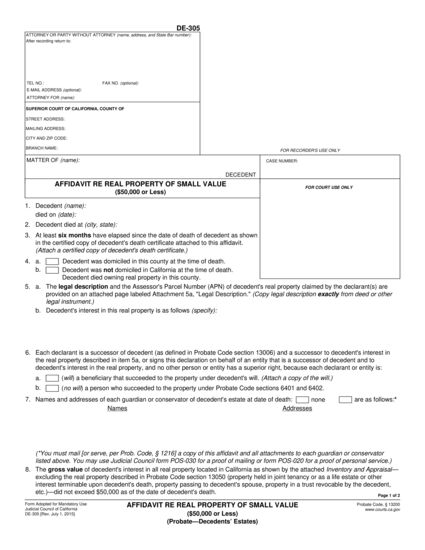 DE-305
ATTORNEY OR PARTY WITHOUT ATTORNEY (name, address, and State Bar number):
After recording return to:
TEL NO.:
FAX NO. (optional):
E-MAIL ADDRESS (optional):
ATTORNEY FOR (name):
SUPERIOR COURT OF CALIFORNIA, COUNTY OF
STREET ADDRESS:
MAILING ADDRESS:
CITY AND ZIP CODE:
BRANCH NAME:
FOR RECORDER'S USE ONLY
MATTER OF (name):
DECEDENT
CASE NUMBER:
AFFIDAVIT RE REAL PROPERTY OF SMALL VALUE
($50,000 or Less)
FOR COURT USE ONLY
1. Decedent (name):
died on (date):
2. Decedent died at (city, state):
3. At least six months have elapsed since the date of death of decedent as shown
in the certified copy of decedent's death certificate attached to this affidavit.
(Attach a certified copy of decedent's death certificate.)
4. a. Decedent was domiciled in this county at the time of death.
b. Decedent was not domiciled in California at the time of death.
Decedent died owning real property in this county.
5. a. The legal description and the Assessor's Parcel Number (APN) of decedent's real property claimed by the declarant(s) are
provided on an attached page labeled Attachment 5a, "Legal Description." (Copy legal description exactly from deed or other
legal instrument.)
b. Decedent's interest in this real property is as follows (specify):
6. Each declarant is a successor of decedent (as defined in Probate Code section 13006) and a successor to decedent's interest in
the real property described in item 5a, or signs this declaration on behalf of an entity that is a successor of decedent and to
decedent's interest in the real property, and no other person or entity has a superior right, because each declarant or entity is:
a. (will) a beneficiary that succeeded to the property under decedent's will. (Attach a copy of the will.)
b. (no will) a person who succeeded to the property under Probate Code sections 6401 and 6402.
7. Names and addresses of each guardian or conservator of decedent's estate at date of death: none are as follows:*
Names Addresses
(*You must mail [or serve, per Prob. Code, § 1216] a copy of this affidavit and all attachments to each guardian or conservator
listed above. You may use Judicial Council form POS-030 for a proof of mailing or form POS-020 for a proof of personal service.)
8. The gross value of decedent's interest in all real property located in California as shown by the attached Inventory and Appraisal—
excluding the real property described in Probate Code section 13050 (property held in joint tenancy or as a life estate or other
interest terminable upon decedent's death, property passing to decedent's spouse, property in a trust revocable by the decedent,
etc.)—did not exceed $50,000 as of the date of decedent's death.
Page 1 of 2
Form Adopted for Mandatory Use
Judicial Council of California
DE-305 [Rev. July 1, 2015]
AFFIDAVIT RE REAL PROPERTY OF SMALL VALUE
($50,000 or Less)
(Probate—Decedents' Estates)
Probate Code, § 13200
www.courts.ca.gov